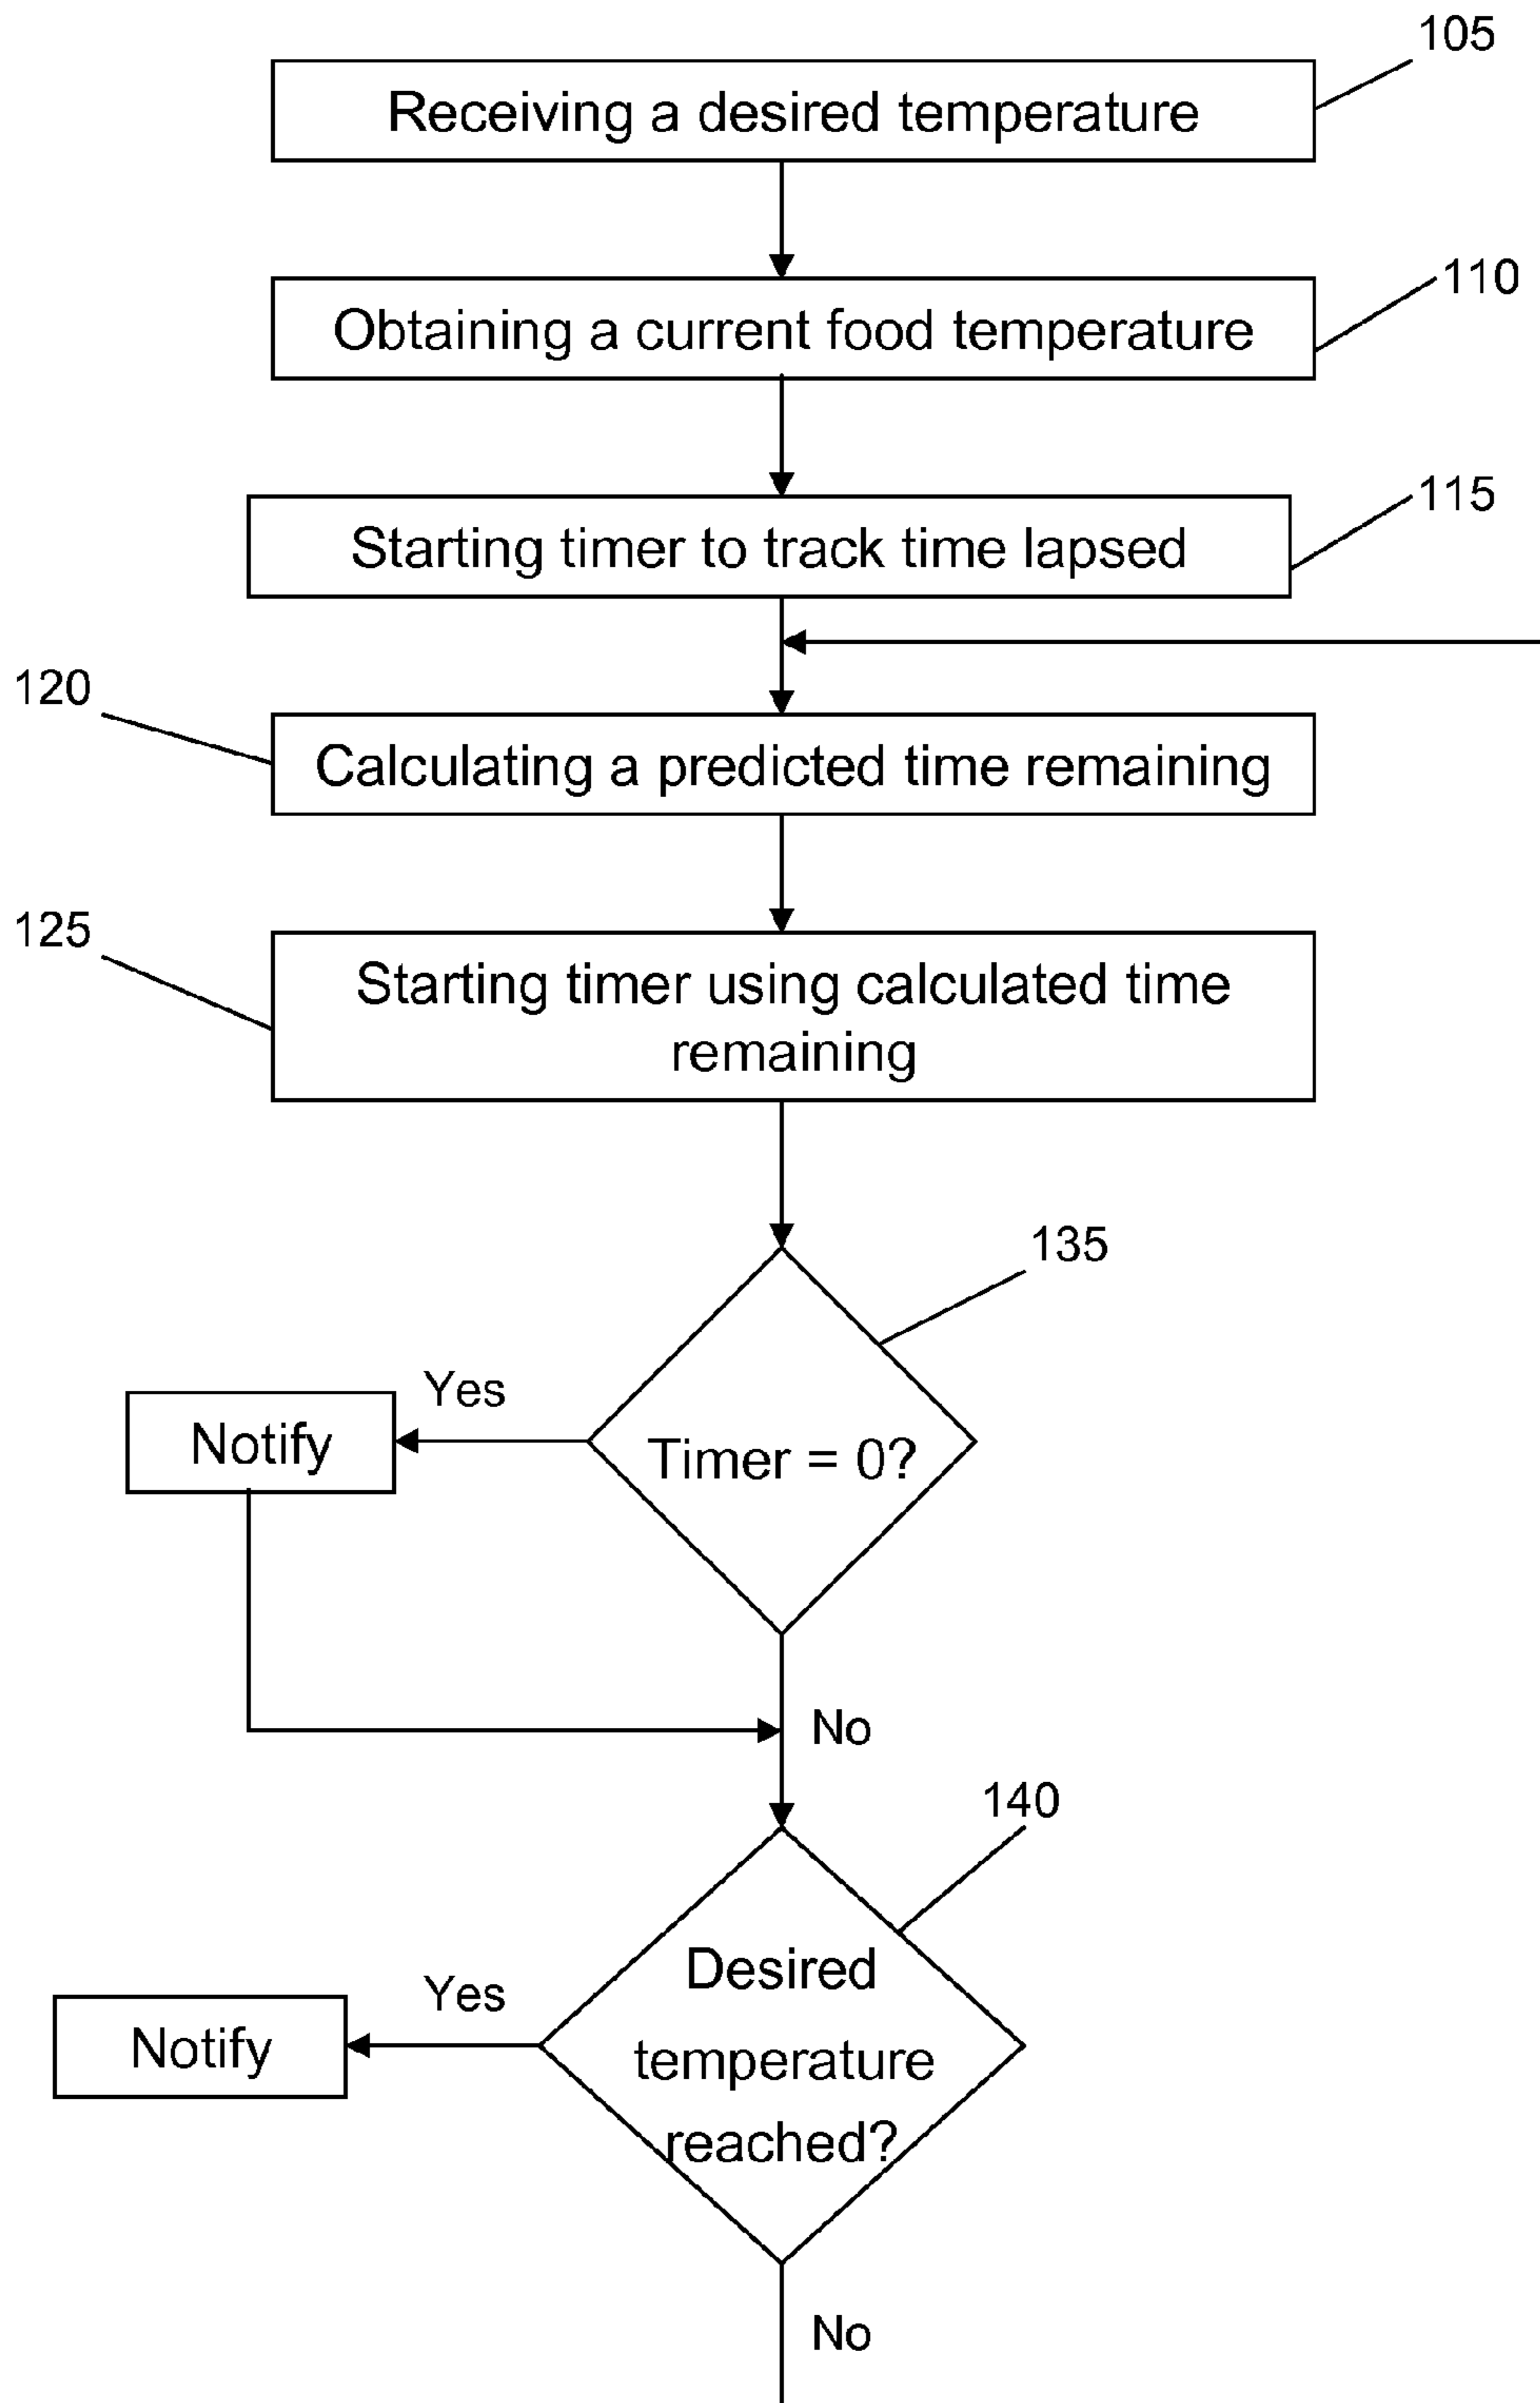 105
Receiving a desired temperature
110
Obtaining a current food temperature
115
Starting timer to track time lapsed
120
Calculating a predicted time remaining
125
Starting timer using calculated time
remaining
135
Yes
Notify
Timer = 0?
No
140
Yes
Desired
Notify
temperature
reached?
No